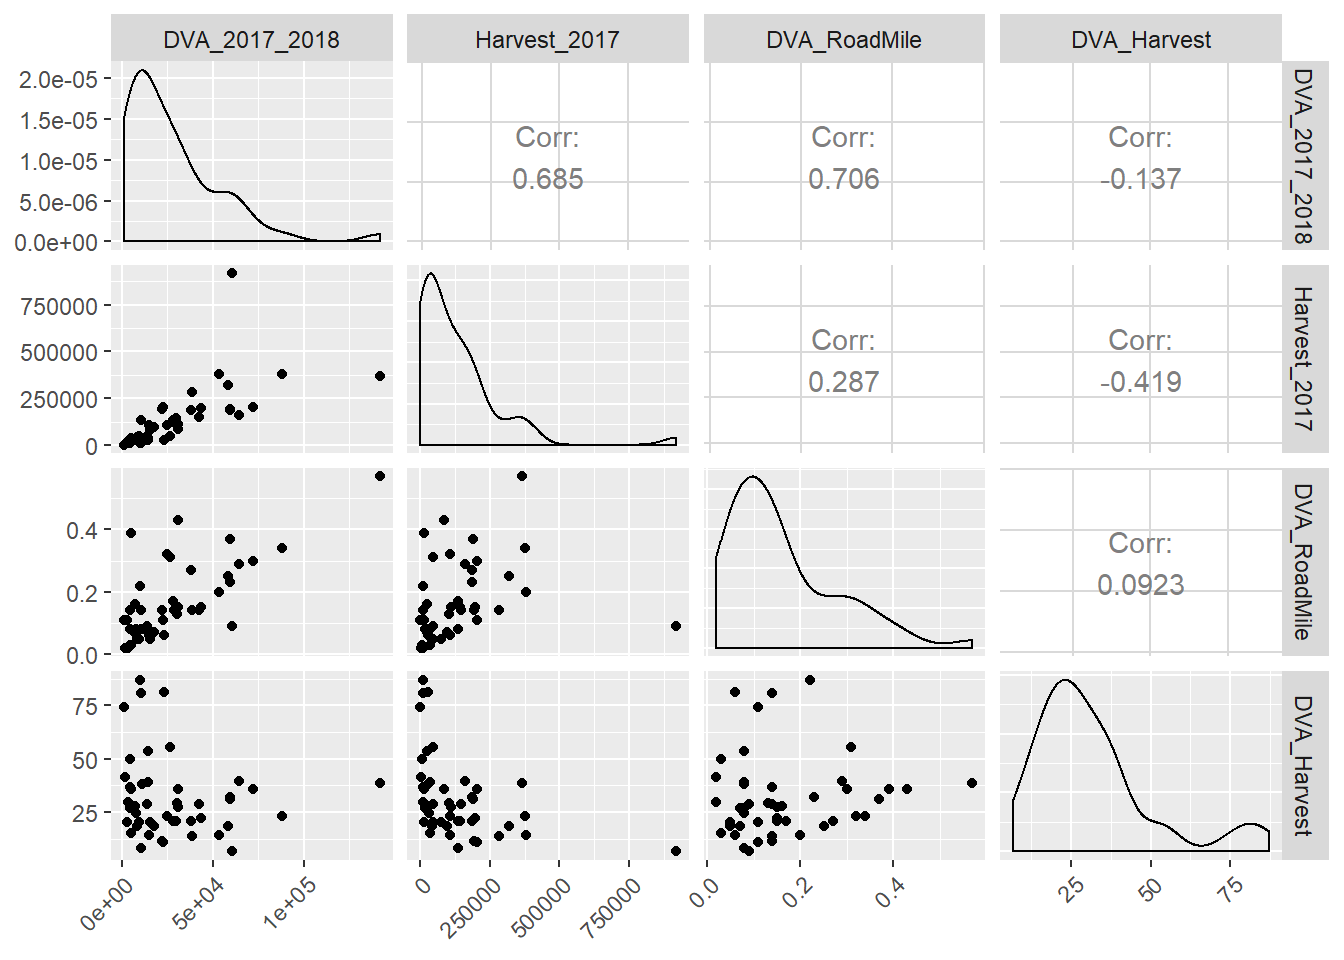 DVA_2017_2018 Harvest_2017 DVA_RoadMile DVA_Harvest
2.0e-05
1.5e-05
1.0e-05
5.0e-06
0.0e+00
Corr:
0.685
Corr:
0.706
Corr:
-0.137
DVA_2017_2018
750000
500000
250000
0
Corr:
0.287
Corr:
-0.419
Harvest_2017
0.4
0.2
0.0
Corr:
0.0923
DVA_RoadMile
75
50
25
DVA_Harvest
0e+00 5e+04 1e+05
0 250000 500000 750000
0.0 0.2 0.4
25 50 75